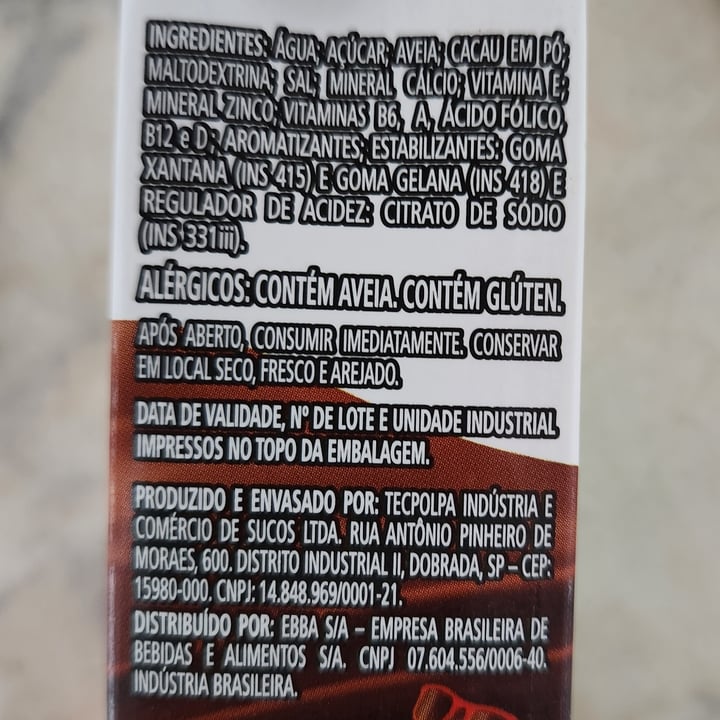 INGREDIENTES: ÁGUA; AÇÚCAR; AVEIA; CACAU EM PÓ;
MALTODEXTRINA; SAL; MINERAL CÁLCIO; VITAMINA E;
MINERAL ZINCO; VITAMINAS B6, A, ÁCIDO FÓLICO,
B12 e D; AROMATIZANTES; ESTABILIZANTES: GOMA
XANTANA (INS 415) E GOMA GELANA (INS 418) E
REGULADOR DE ACIDEZ: CITRATO DE SÓDIO
(INS 331iii).
ALÉRGICOS: CONTÉM AVEIA. CONTÉM GLÚTEN.
APÓS ABERTO, CONSUMIR IMEDIATAMENTE. CONSERVAR
EM LOCAL SECO, FRESCO E AREJADO.
DATA DE VALIDADE, Nº DE LOTE E UNIDADE INDUSTRIAL
IMPRESSOS NO TOPO DA EMBALAGEM.
PRODUZIDO E ENVASADO POR: TECPOLPA INDÚSTRIA E
COMÉRCIO DE SUCOS LTDA. RUA ANTÔNIO PINHEIRO DE
MORAES, 600. DISTRITO INDUSTRIAL II, DOBRADA, SP – CEP:
15980-000. CNPJ: 14.848.969/0001-21.
DISTRIBUÍDO POR: EBBA S/A – EMPRESA BRASILEIRA DE
BEBIDAS E ALIMENTOS S/A. CNPJ 07.604.556/0006-40.
INDÚSTRIA BRASILEIRA.